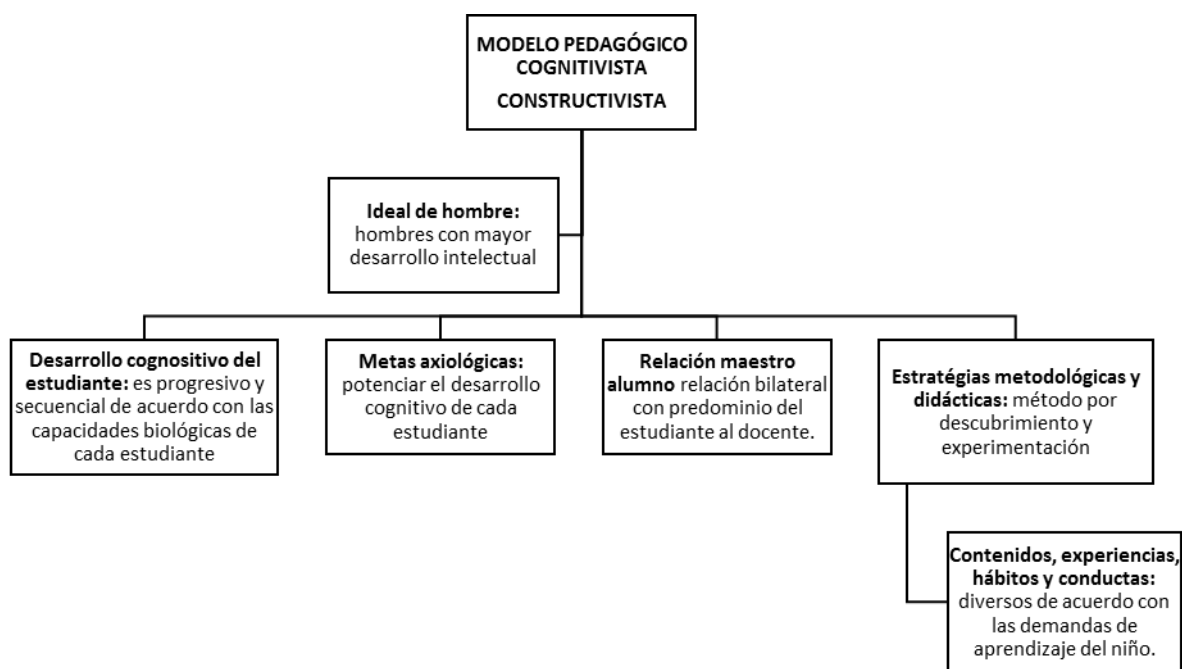 MODELO PEDAGÓGICO
COGNITIVISTA
CONSTRUCTIVISTA
Ideal de hombre:
hombres con mayor
desarrollo intelectual
Desarrollo cognositivo del
estudiante: es progresivo y
secuencial de acuerdo con las
capacidades biológicas de
cada estudiante
Metas axiológicas:
potenciar el desarrollo
cognitivo de cada
estudiante
Relación maestro
alumno relación bilateral
con predominio del
estudiante al docente.
Estratégias metodológicas y
didácticas: método por
descubrimiento y
experimentación
Contenidos, experiencias,
hábitos y conductas:
diversos de acuerdo con
las demandas de
aprendizaje del niño.